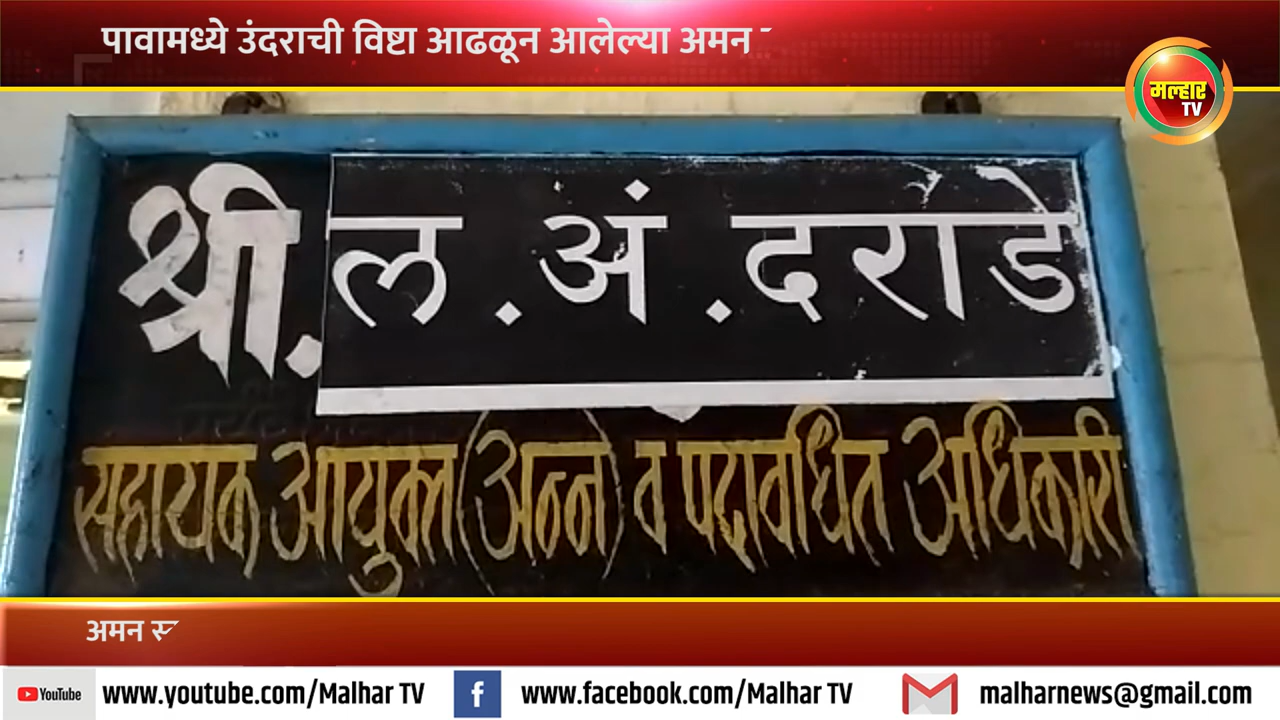 पावामध्ये उंदराची विष्टा आढळून आलेल्या अमन
मल्हार
TV
श्री. ल . अं . दराडे
सहायक आयुक्त (अन्न) व पदावधित अधिकारी
अमन
YouTube www.youtube.com/Malhar TV www.facebook.com/Malhar TV malharnews@gmail.com